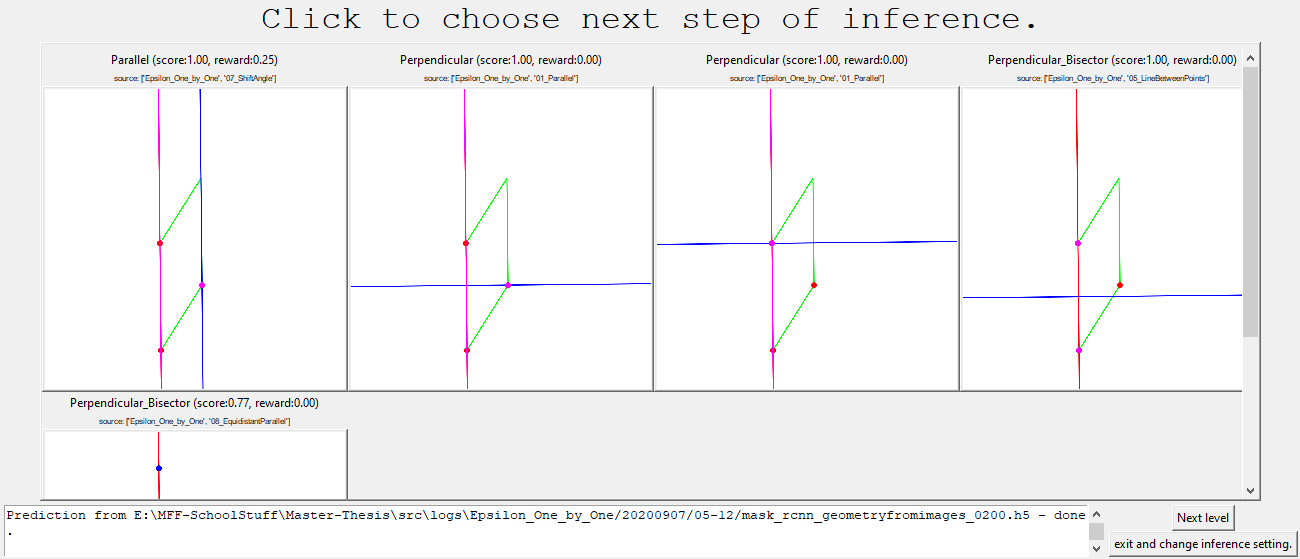 Click to choose next step of inference.
Parallel (score:1.00, reward:0.25)
source: ['Epsilon_One_by_One', '07_ShiftAngle']
Perpendicular (score:1.00, reward:0.00)
source: ['Epsilon_One_by_One', '01_Parallel']
Perpendicular (score:1.00, reward:0.00)
source: ['Epsilon_One_by_One', '01_Parallel']
Perpendicular_Bisector (score:1.00, reward:0.00)
source: ['Epsilon_One_by_One', '05_LineBetweenPoints']
Perpendicular_Bisector (score:0.77, reward:0.00)
source: ['Epsilon_One_by_One', '08_EquidistantParallel']
Prediction from E:\MFF-SchoolStuff\Master-Thesis\src\logs\Epsilon_One_by_One/20200907/05-12/mask_rcnn_geometryfromimages_0200.h5 - done
.
Next level
exit and change inference setting.